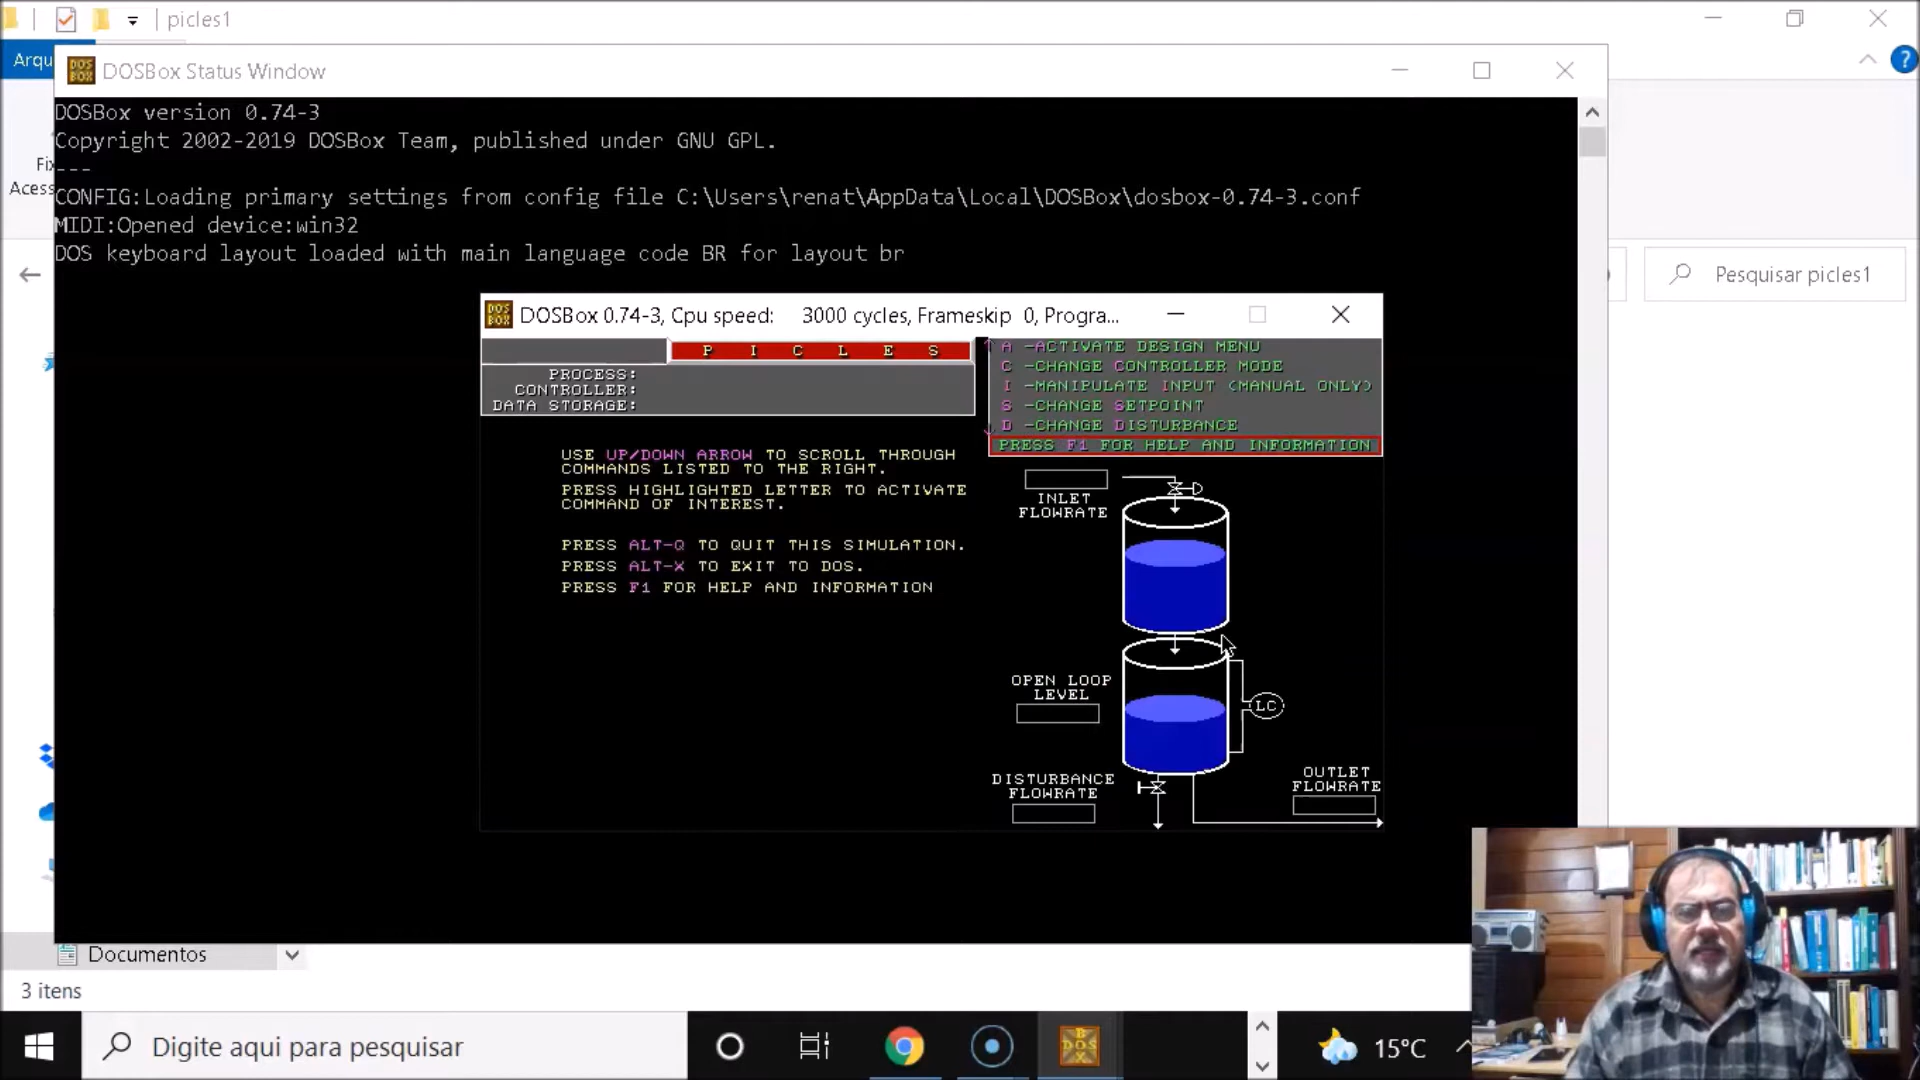 picles1
Arqu
DOSBox Status Window
?
DOSBox version 0.74-3
Copyright 2002-2019 DOSBox Team, published under GNU GPL.
---
CONFIG:Loading primary settings from config file C:\Users\renat\AppData\Local\DOSBox\dosbox-0.74-3.conf
MIDI:Opened device:win32
DOS keyboard layout loaded with main language code BR for layout br
Fix
Acess
Pesquisar picles1
DOSBox 0.74-3, Cpu speed: 3000 cycles, Frameskip 0, Progra...
P I C L E S
PROCESS:
CONTROLLER:
DATA STORAGE:
A -ACTIVATE DESIGN MENU
C -CHANGE CONTROLLER MODE
I -MANIPULATE INPUT (MANUAL ONLY)
S -CHANGE SETPOINT
D -CHANGE DISTURBANCE
PRESS F1 FOR HELP AND INFORMATION
USE UP/DOWN ARROW TO SCROLL THROUGH
COMMANDS LISTED TO THE RIGHT.
PRESS HIGHLIGHTED LETTER TO ACTIVATE
COMMAND OF INTEREST.
PRESS ALT-Q TO QUIT THIS SIMULATION.
PRESS ALT-X TO EXIT TO DOS.
PRESS F1 FOR HELP AND INFORMATION
INLET
FLOWRATE
OPEN LOOP
LEVEL
LC
DISTURBANCE
FLOWRATE
OUTLET
FLOWRATE
Documentos
3 itens
Digite aqui para pesquisar
15°C